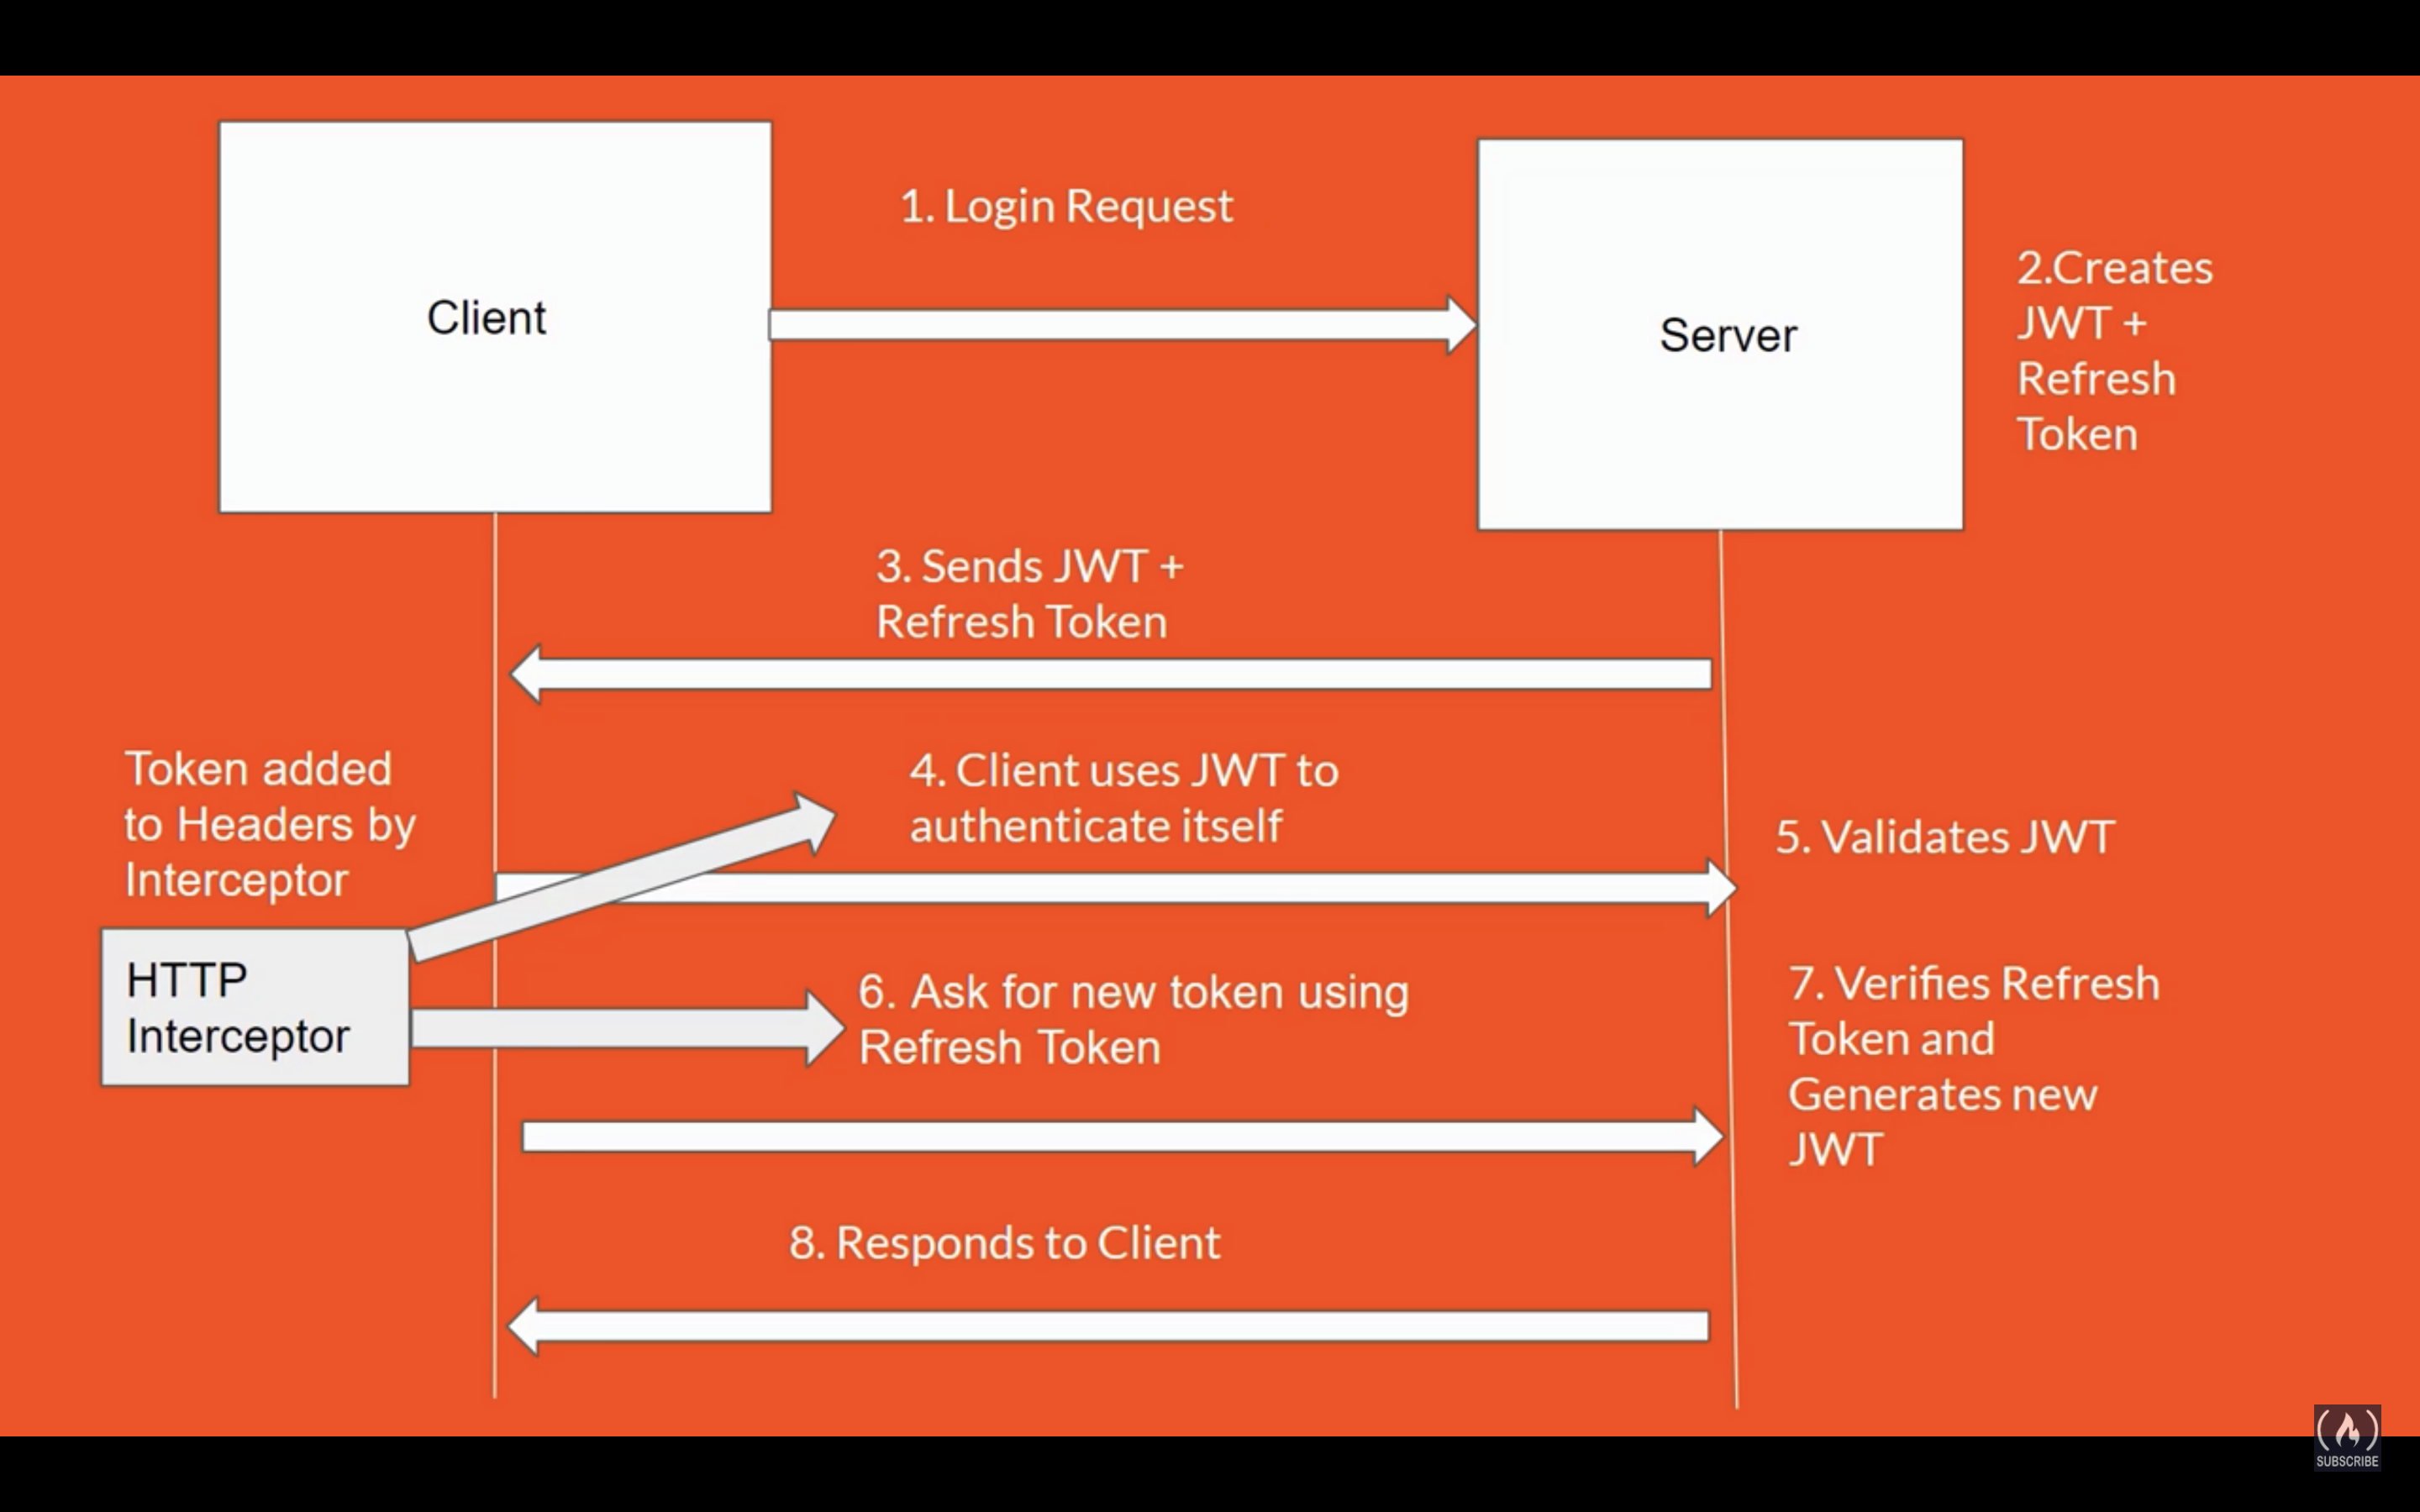 Client
1. Login Request
Server
2.Creates
JWT +
Refresh
Token
3. Sends JWT +
Refresh Token
Token added
to Headers by
Interceptor
4. Client uses JWT to
authenticate itself
5. Validates JWT
HTTP
Interceptor
6. Ask for new token using
Refresh Token
7. Verifies Refresh
Token and
Generates new
JWT
8. Responds to Client
SUBSCRIBE